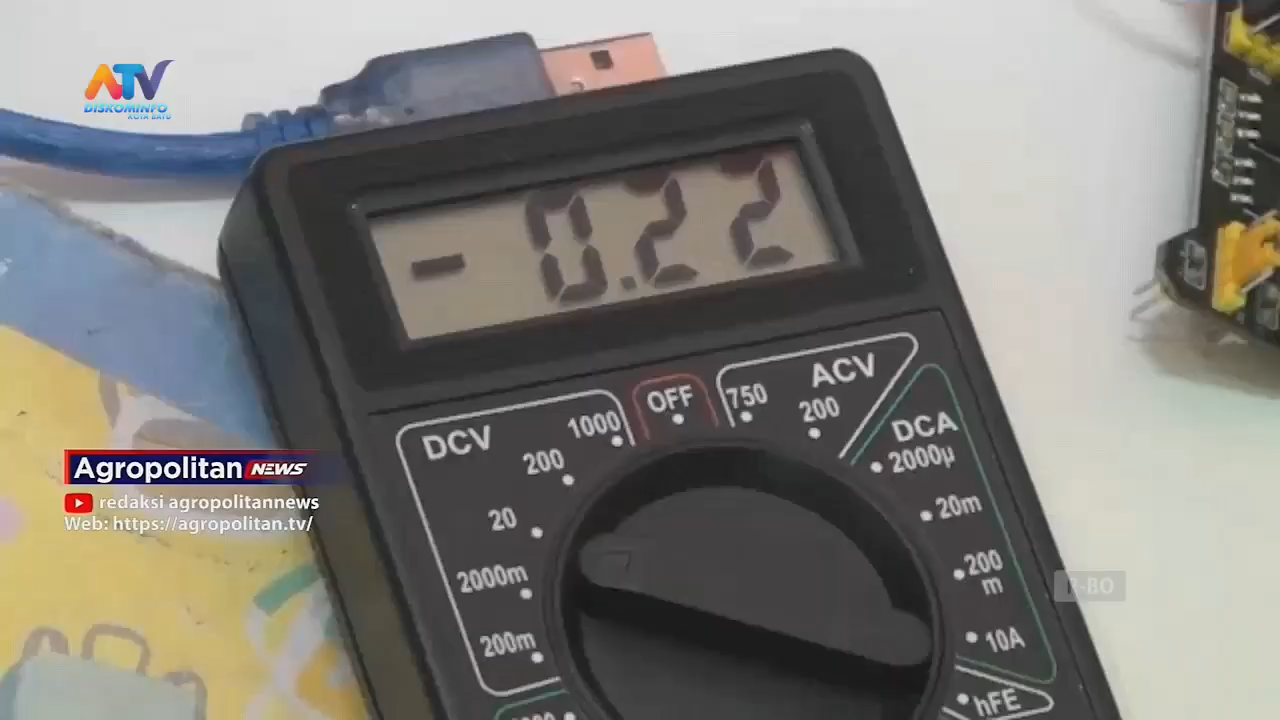 ATV
DISKOMINFO
KOTA BATU
- 0.22
OFF
750
ACV
200
DCV
1000
200
20
2000m
200m
DCA
2000µ
20m
200
m
10A
hFE
Agropolitan NEWS
redaksi agropolitannews
Web: https://agropolitan.tv/